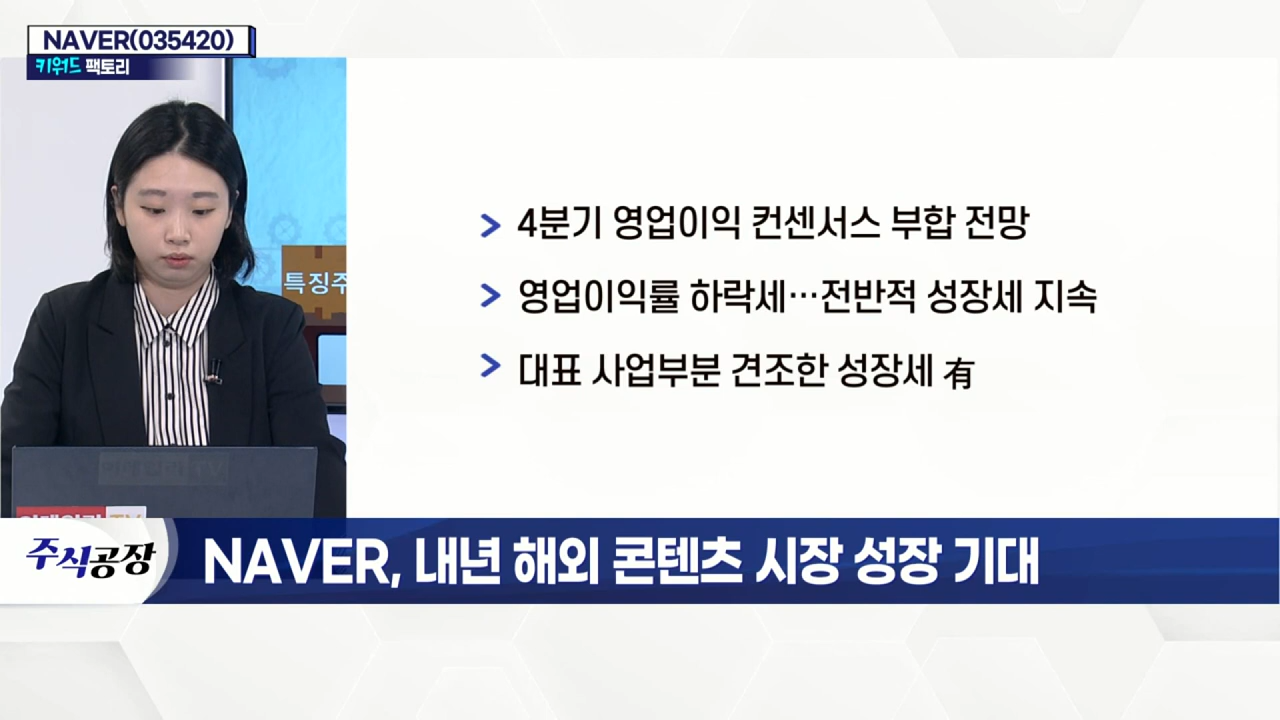 NAVER(035420)
키워드 팩토리
특징주
4분기 영업이익 컨센서스 부합 전망
영업이익률 하락세…전반적 성장세 지속
대표 사업부분 견조한 성장세 有
주식공장
NAVER, 내년 해외 콘텐츠 시장 성장 기대